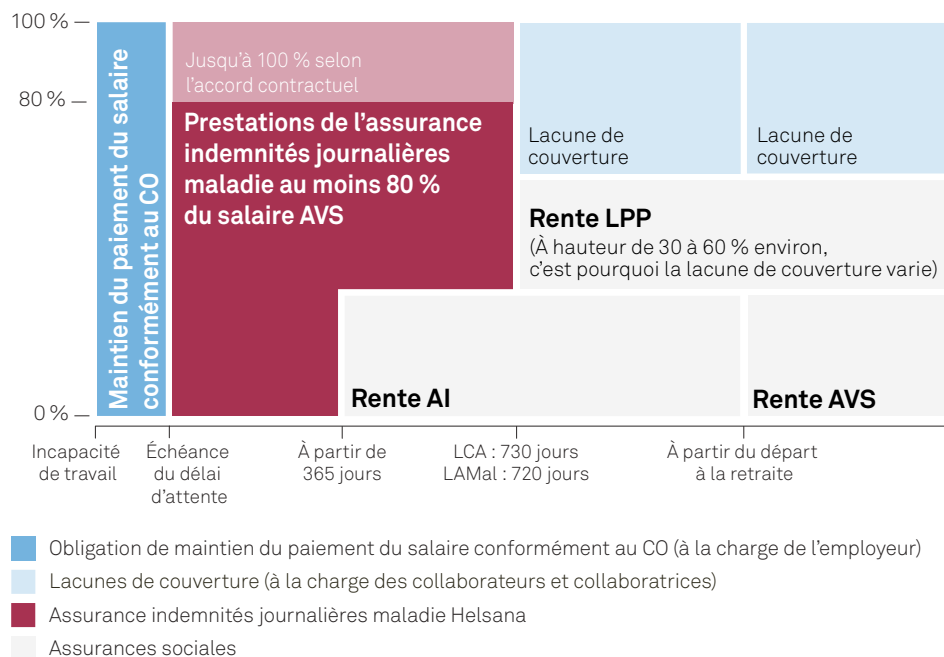 100 %
80 %
0 %
Maintien du paiement du salaire
conformément au CO
Jusqu'à 100 % selon
l'accord contractuel
Prestations de l'assurance
indemnités journalières
maladie au moins 80 %
du salaire AVS
Lacune de
couverture
Lacune de
couverture
Rente LPP
(À hauteur de 30 à 60 % environ,
c'est pourquoi la lacune de couverture varie)
Rente AI
Rente AVS
Incapacité
de travail
Échéance
du délai
d'attente
À partir de
365 jours
LCA : 730 jours
LAMal : 720 jours
À partir du départ
à la retraite
Obligation de maintien du paiement du salaire conformément au CO (à la charge de l'employeur)
Lacunes de couverture (à la charge des collaborateurs et collaboratrices)
Assurance indemnités journalières maladie Helsana
Assurances sociales